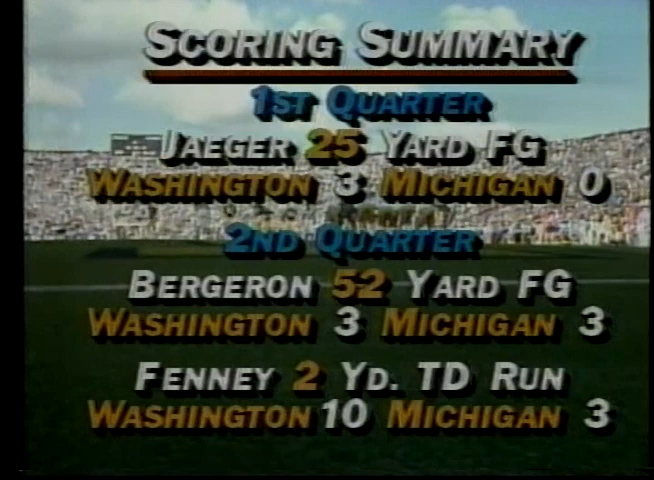 SCORING SUMMARY
1ST QUARTER
JAEGER 25 YARD FG
WASHINGTON 3 MICHIGAN 0
2ND QUARTER
BERGERON 52 YARD FG
WASHINGTON 3 MICHIGAN 3
FENNEY 2 YD. TD RUN
WASHINGTON 10 MICHIGAN 3